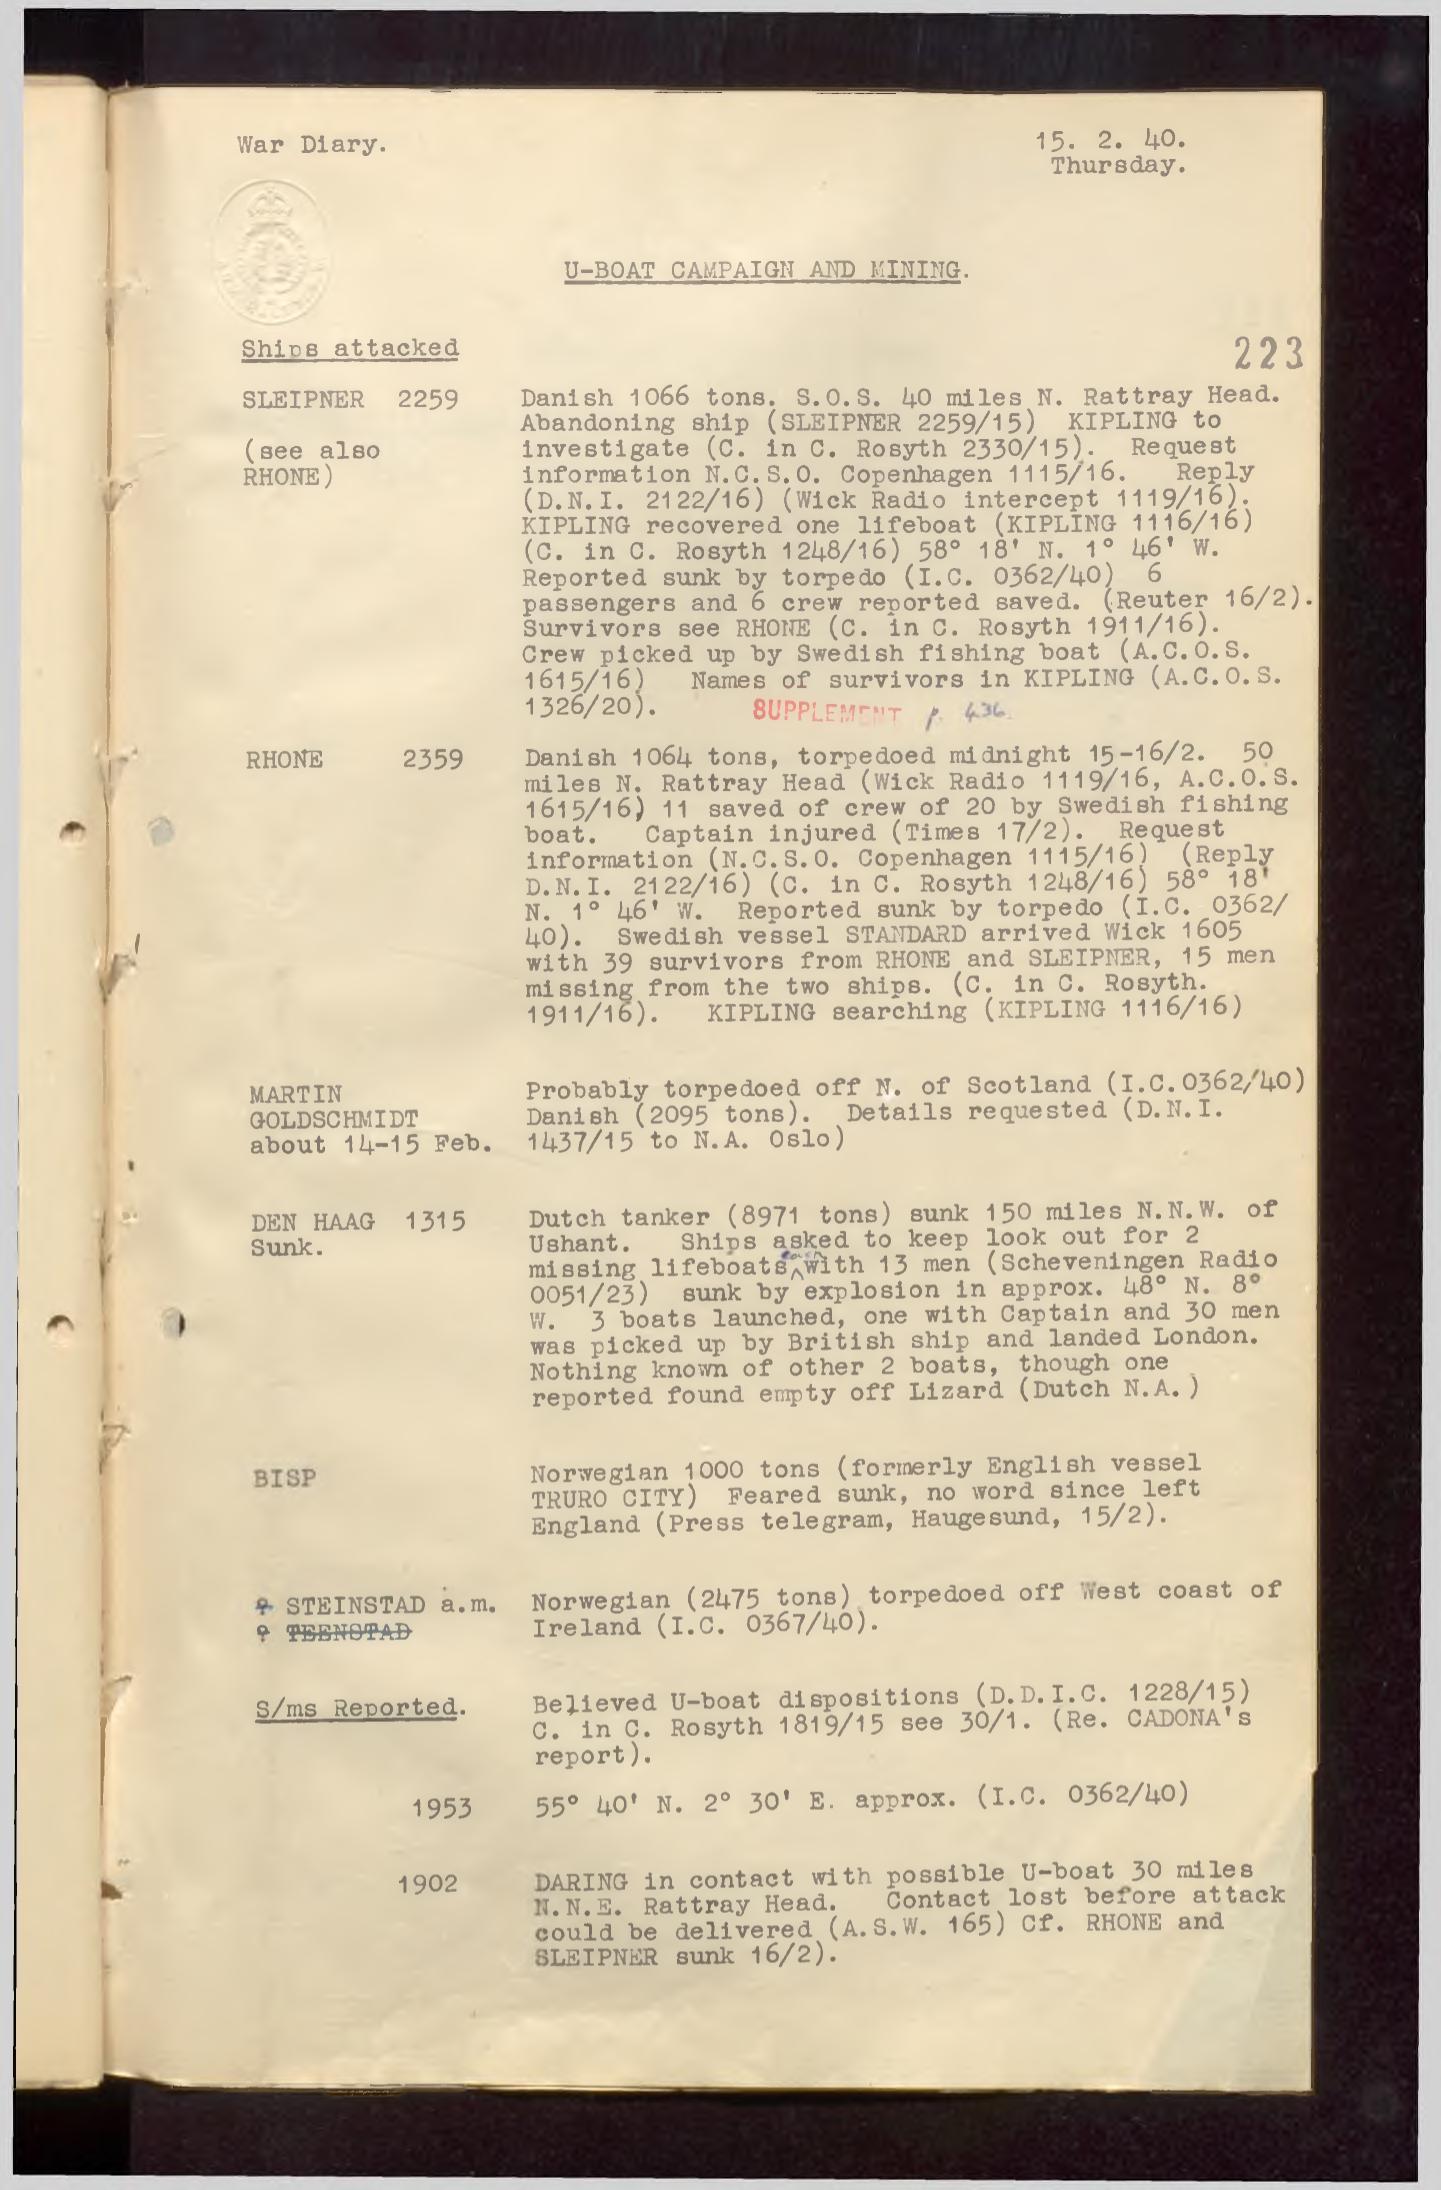 War Diary.
15. 2. 40.
Thursday.
U-BOAT CAMPAIGN AND MINING.
Ships attacked
223
SLEIPNER 2259
(see also
RHONE)
Danish 1066 tons. S.O.S. 40 miles N. Rattray Head.
Abandoning ship (SLEIPNER 2259/15) KIPLING to
investigate (C. in C. Rosyth 2330/15). Request
information N.C.S.O. Copenhagen 1115/16. Reply
(D.N.I. 2122/16) (Wick Radio intercept 1119/16).
KIPLING recovered one lifeboat (KIPLING 1116/16)
(C. in C. Rosyth 1248/16) 58° 18' N. 1° 46' W.
Reported sunk by torpedo (I.C. 0362/40) 6
passengers and 6 crew reported saved. (Reuter 16/2).
Survivors see RHONE (C. in C. Rosyth 1911/16).
Crew picked up by Swedish fishing boat (A.C.O.S.
1615/16) Names of survivors in KIPLING (A.C.O.S.
1326/20). SUPPLEMENT p. 436.
RHONE 2359
Danish 1064 tons, torpedoed midnight 15-16/2. 50
miles N. Rattray Head (Wick Radio 1119/16, A.C.O.S.
1615/16) 11 saved of crew of 20 by Swedish fishing
boat. Captain injured (Times 17/2). Request
information (N.C.S.O. Copenhagen 1115/16) (Reply
D.N.I. 2122/16) (C. in C. Rosyth 1248/16) 58° 18'
N. 1° 46' W. Reported sunk by torpedo (I.C. 0362/
40). Swedish vessel STANDARD arrived Wick 1605
with 39 survivors from RHONE and SLEIPNER, 15 men
missing from the two ships. (C. in C. Rosyth.
1911/16). KIPLING searching (KIPLING 1116/16)
MARTIN
GOLDSCHMIDT
about 14-15 Feb.
Probably torpedoed off N. of Scotland (I.C.0362/40)
Danish (2095 tons). Details requested (D.N.I.
1437/15 to N.A. Oslo)
DEN HAAG 1315
Sunk.
Dutch tanker (8971 tons) sunk 150 miles N.N.W. of
Ushant. Ships asked to keep look out for 2
missing lifeboats each with 13 men (Scheveningen Radio
0051/23) sunk by explosion in approx. 48° N. 8°
W. 3 boats launched, one with Captain and 30 men
was picked up by British ship and landed London.
Nothing known of other 2 boats, though one
reported found empty off Lizard (Dutch N.A.)
BISP
Norwegian 1000 tons (formerly English vessel
TRURO CITY) Feared sunk, no word since left
England (Press telegram, Haugesund, 15/2).
? STEINSTAD a.m.
? TEENSTAD
Norwegian (2475 tons) torpedoed off West coast of
Ireland (I.C. 0367/40).
S/ms Reported.
Believed U-boat dispositions (D.D.I.C. 1228/15)
C. in C. Rosyth 1819/15 see 30/1. (Re. CADONA's
report).
1953
55° 40' N. 2° 30' E. approx. (I.C. 0362/40)
1902
DARING in contact with possible U-boat 30 miles
N.N.E. Rattray Head. Contact lost before attack
could be delivered (A.S.W. 165) Cf. RHONE and
SLEIPNER sunk 16/2).